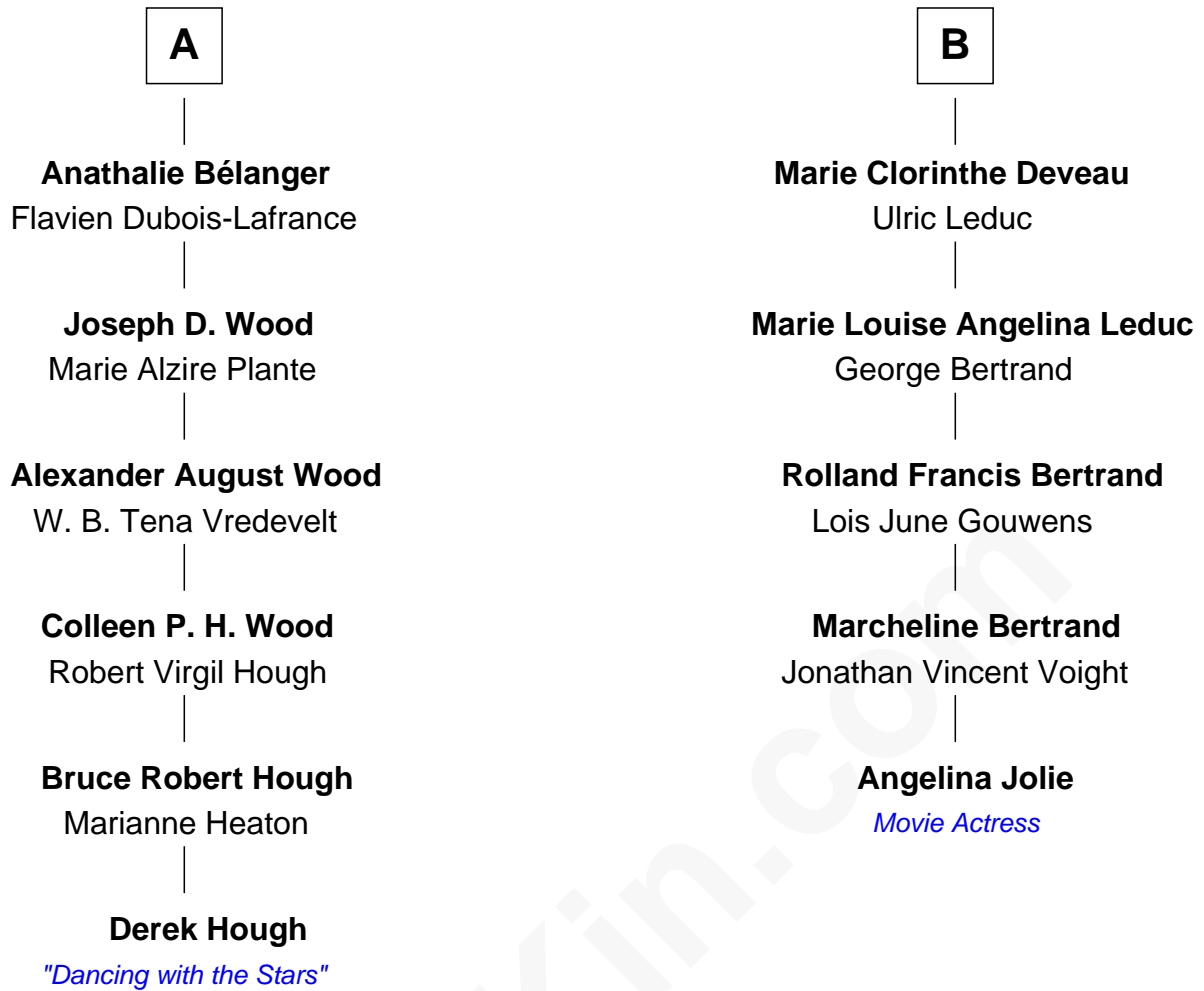 A
Anathalie Bélanger
Flavien Dubois-Lafrance
Joseph D. Wood
Marie Alzire Plante
Alexander August Wood
W. B. Tena Vredevelt
Colleen P. H. Wood
Robert Virgil Hough
Bruce Robert Hough
Marianne Heaton
Derek Hough
"Dancing with the Stars"
B
Marie Clorinthe Deveau
Ulric Leduc
Marie Louise Angelina Leduc
George Bertrand
Rolland Francis Bertrand
Lois June Gouwens
Marcheline Bertrand
Jonathan Vincent Voight
Angelina Jolie
Movie Actress
Kin.com